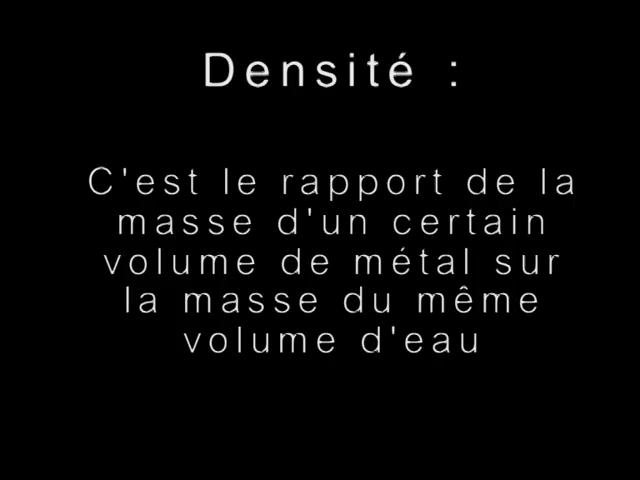 Densité :
C'est le rapport de la
masse d'un certain
volume de métal sur
la masse du même
volume d'eau